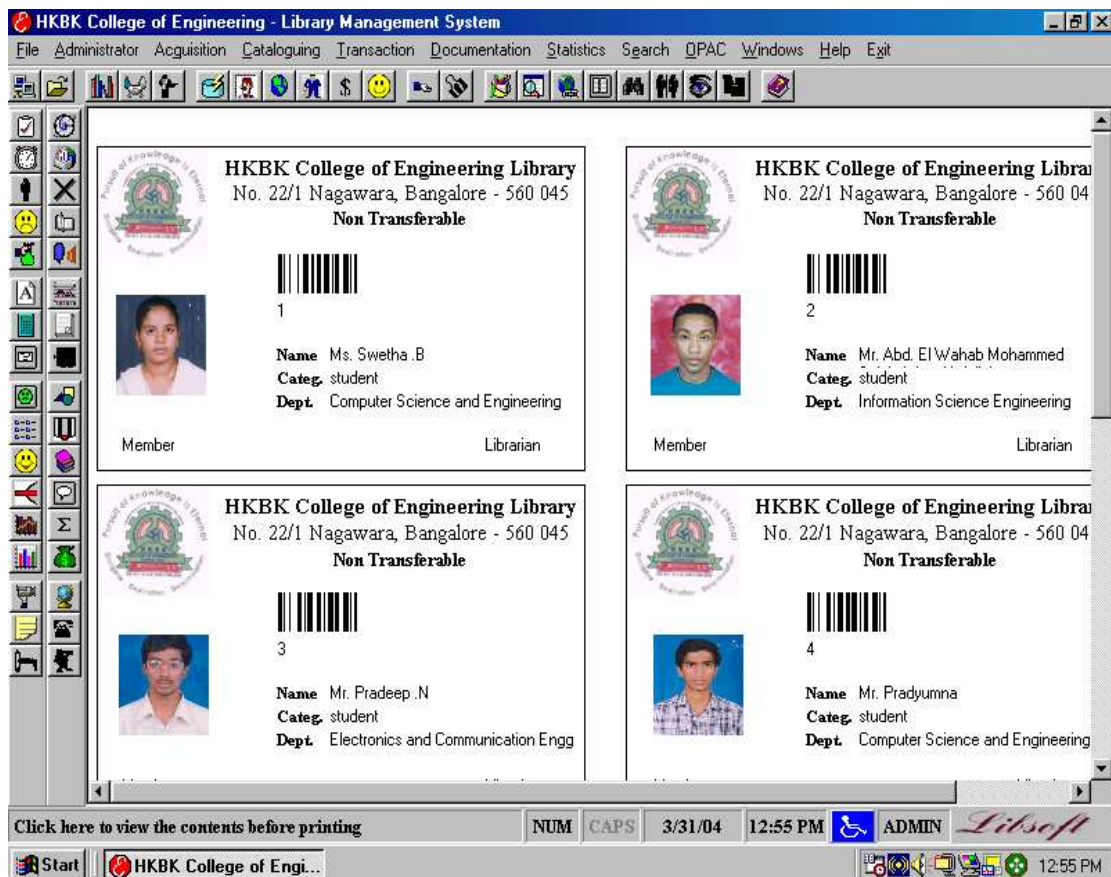 HKBK College of Engineering - Library Management System
File Administrator Acquisition Cataloguing Transaction Documentation Statistics Search OPAC Windows Help Exit
Pursuit of Knowledge is Eternal
HKBK College of Engineering Library
No. 22/1 Nagawara, Bangalore - 560 045
Non Transferable
1
Name Ms. Swetha .B
Categ. student
Dept. Computer Science and Engineering
Member Librarian
HKBK College of Engineering Librar
No. 22/1 Nagawara, Bangalore - 560 04
Non Transferable
2
Name Mr. Abd. El Wahab Mohammed
Categ. student
Dept. Information Science Engineering
Member Librarian
HKBK College of Engineering Library
No. 22/1 Nagawara, Bangalore - 560 045
Non Transferable
3
Name Mr. Pradeep .N
Categ. student
Dept. Electronics and Communication Engg
HKBK College of Engineering Librar
No. 22/1 Nagawara, Bangalore - 560 04
Non Transferable
4
Name Mr. Pradyumna
Categ. student
Dept. Computer Science and Engineering
Click here to view the contents before printing NUM CAPS 3/31/04 12:55 PM ADMIN Libsoft
Start HKBK College of Engi... 12:55 PM